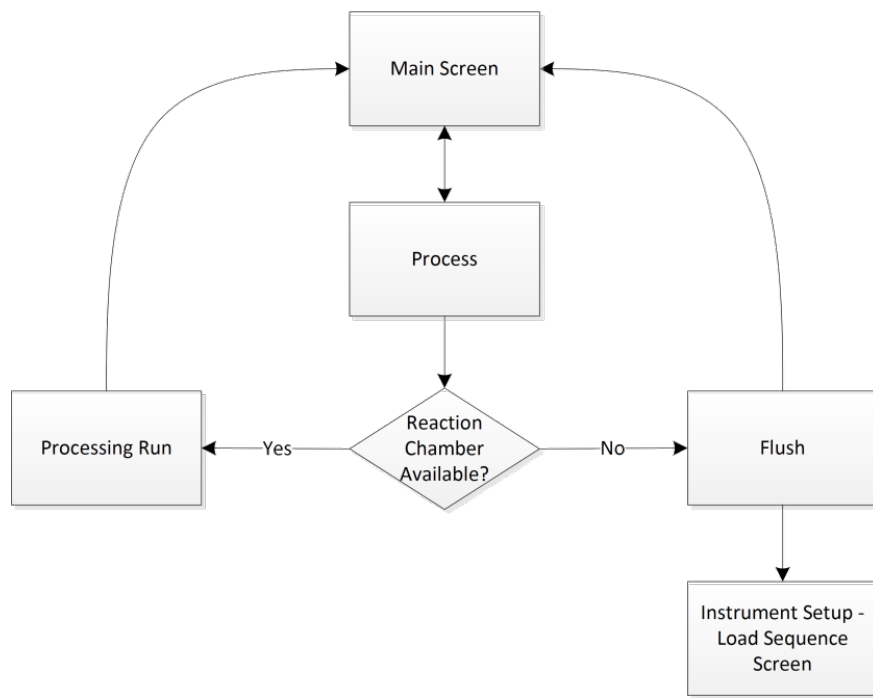 Main Screen
Process
Reaction
Chamber
Available?
Processing Run
Yes
No
Flush
Instrument Setup -
Load Sequence
Screen